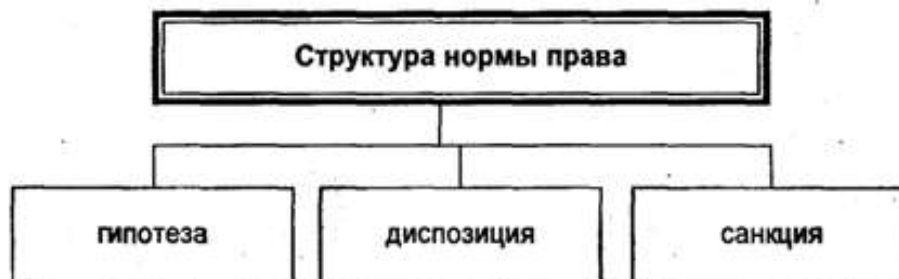 Структура нормы права
гипотеза
диспозиция
санкция